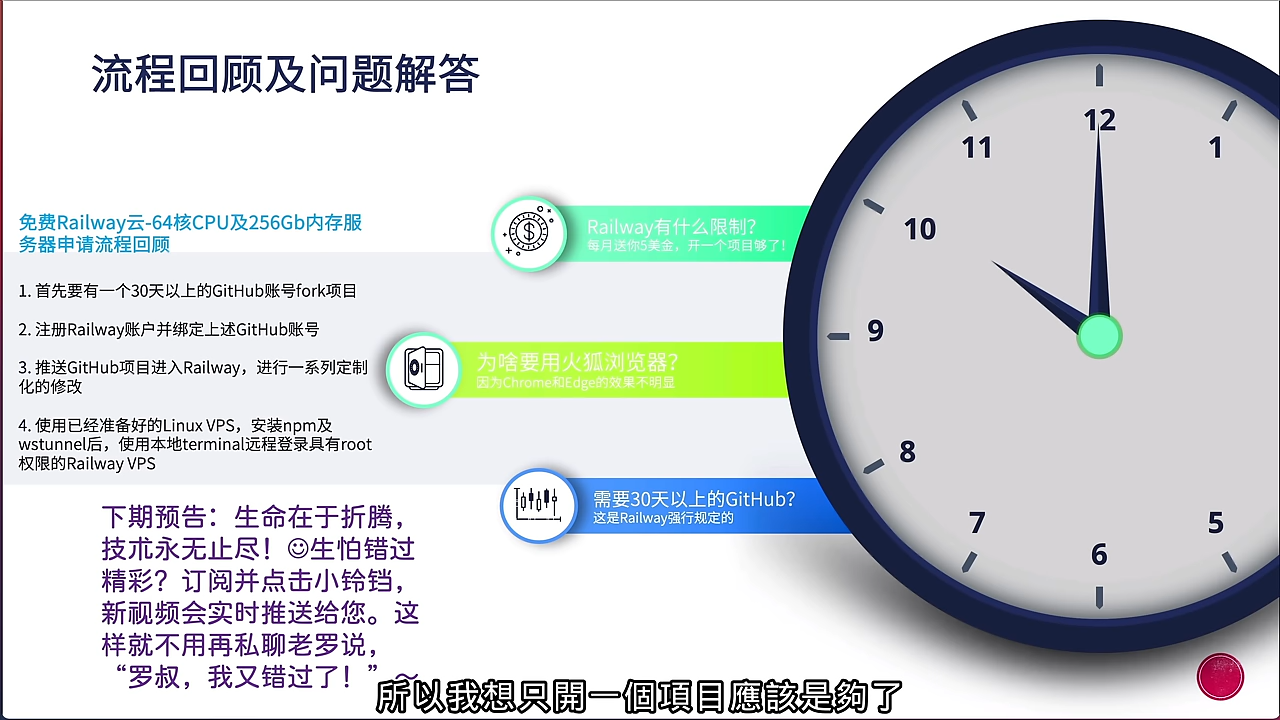 流程回顾及问题解答
免费Railway云-64核CPU及256Gb内存服
务器申请流程回顾
1. 首先要有一个30天以上的GitHub账号fork项目
2. 注册Railway账户并绑定上述GitHub账号
3. 推送GitHub项目进入Railway，进行一系列定制
化的修改
4. 使用已经准备好的Linux VPS，安装npm及
wstunnel后，使用本地terminal远程登录具有root
权限的Railway VPS
下期预告：生命在于折腾，
技术永无止尽！☺生怕错过
精彩？订阅并点击小铃铛，
新视频会实时推送给您。这
样就不用再私聊老罗说，
“罗叔，我又错过了！”～
Railway有什么限制？
每月送你5美金，开一个项目够了！
为啥要用火狐浏览器？
因为Chrome和Edge的效果不明显
需要30天以上的GitHub？
这是Railway强行规定的
12
11
1
10
9
8
7
5
6
所以我想只開一個項目應該是夠了